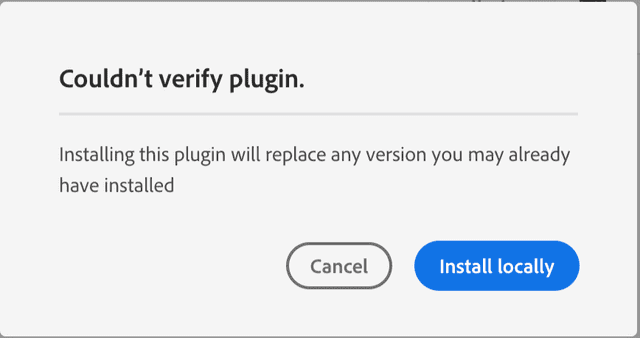 Couldn’t verify plugin.
Installing this plugin will replace any version you may already
have installed
Cancel
Install locally